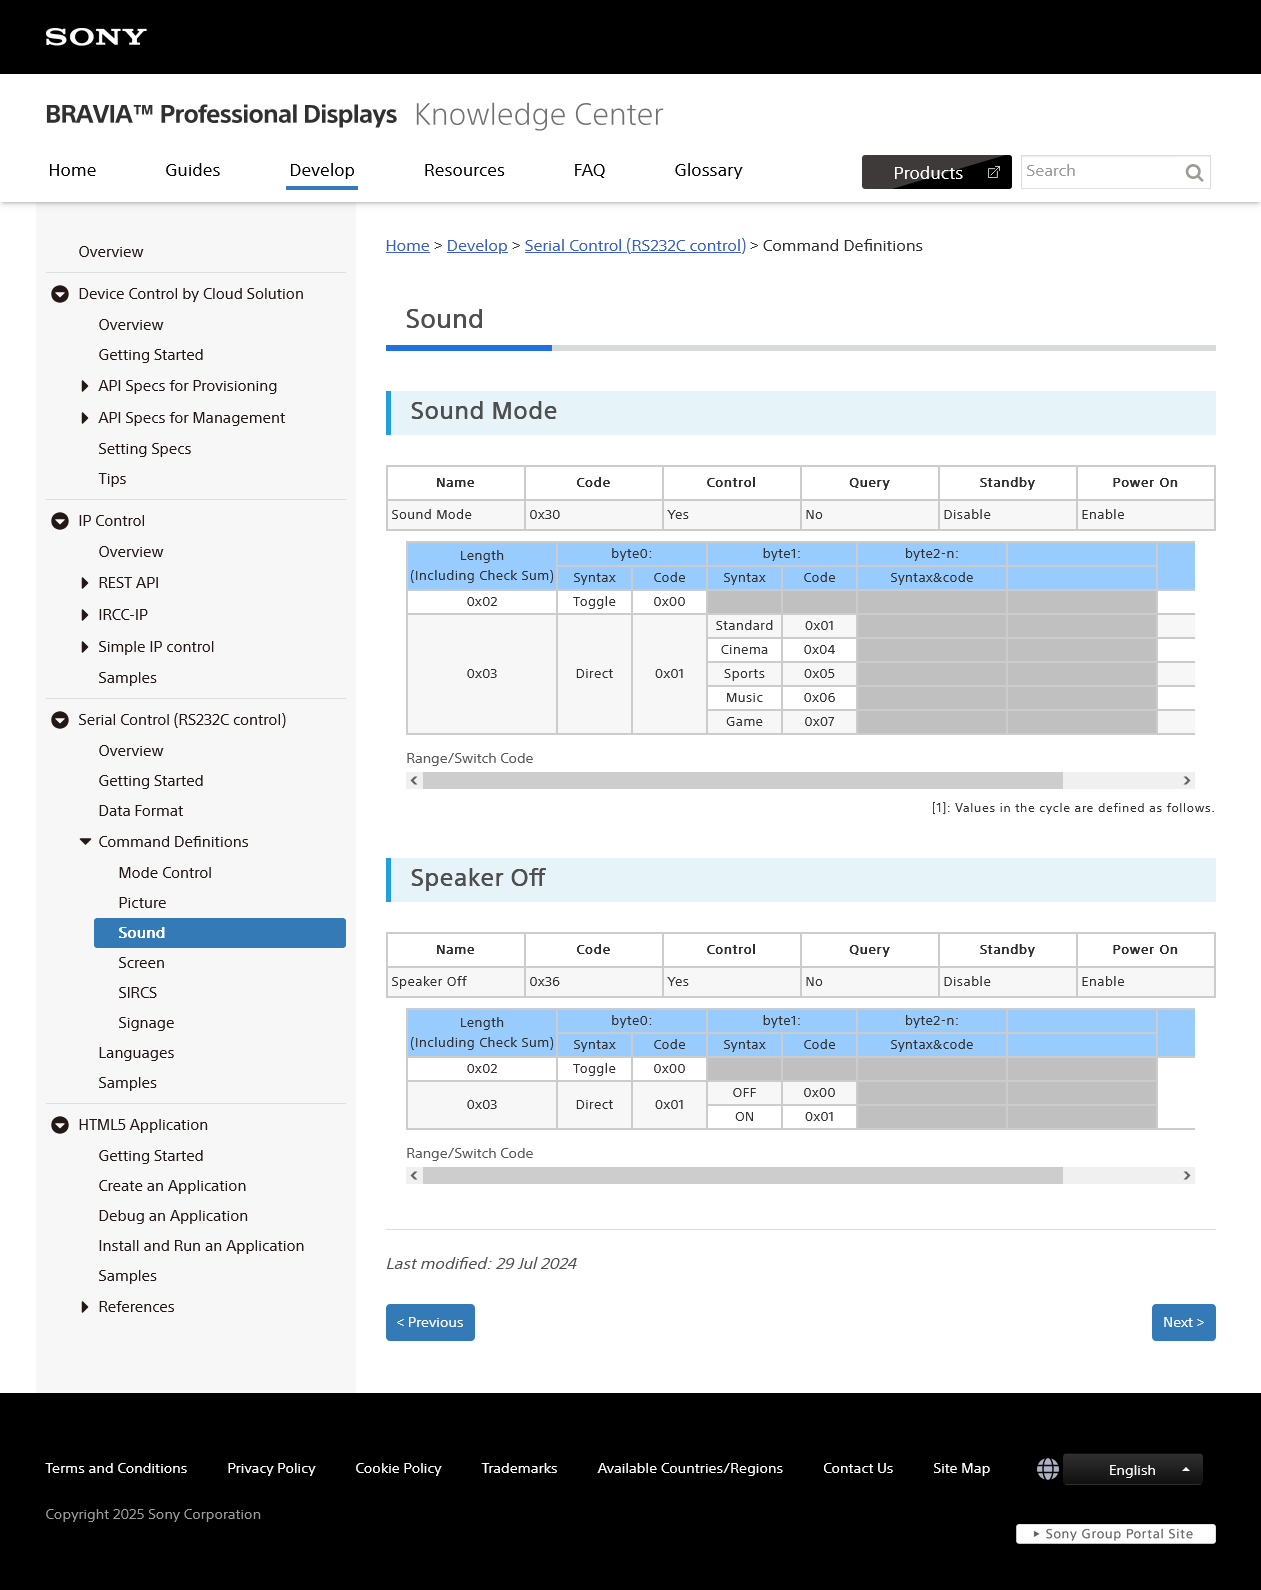 SONY
BRAVIA™ Professional Displays Knowledge Center
Home Guides Develop Resources FAQ Glossary Products Search
Overview
Device Control by Cloud Solution
Overview
Getting Started
API Specs for Provisioning
API Specs for Management
Setting Specs
Tips
IP Control
Overview
REST API
IRCC-IP
Simple IP control
Samples
Serial Control (RS232C control)
Overview
Getting Started
Data Format
Command Definitions
Mode Control
Picture
Sound
Screen
SIRCS
Signage
Languages
Samples
HTML5 Application
Getting Started
Create an Application
Debug an Application
Install and Run an Application
Samples
References
Home > Develop > Serial Control (RS232C control) > Command Definitions
Sound
Sound Mode
Name Code Control Query Standby Power On
Sound Mode 0x30 Yes No Disable Enable
Length (Including Check Sum) byte0: byte1: byte2-n:
Syntax Code Syntax Code Syntax&code
0x02 Toggle 0x00
0x03 Direct 0x01 Standard 0x01
Cinema 0x04
Sports 0x05
Music 0x06
Game 0x07
Range/Switch Code
[1]: Values in the cycle are defined as follows.
Speaker Off
Name Code Control Query Standby Power On
Speaker Off 0x36 Yes No Disable Enable
Length (Including Check Sum) byte0: byte1: byte2-n:
Syntax Code Syntax Code Syntax&code
0x02 Toggle 0x00
0x03 Direct 0x01 OFF 0x00
ON 0x01
Range/Switch Code
Last modified: 29 Jul 2024
< Previous Next >
Terms and Conditions Privacy Policy Cookie Policy Trademarks Available Countries/Regions Contact Us Site Map English
Copyright 2025 Sony Corporation
Sony Group Portal Site